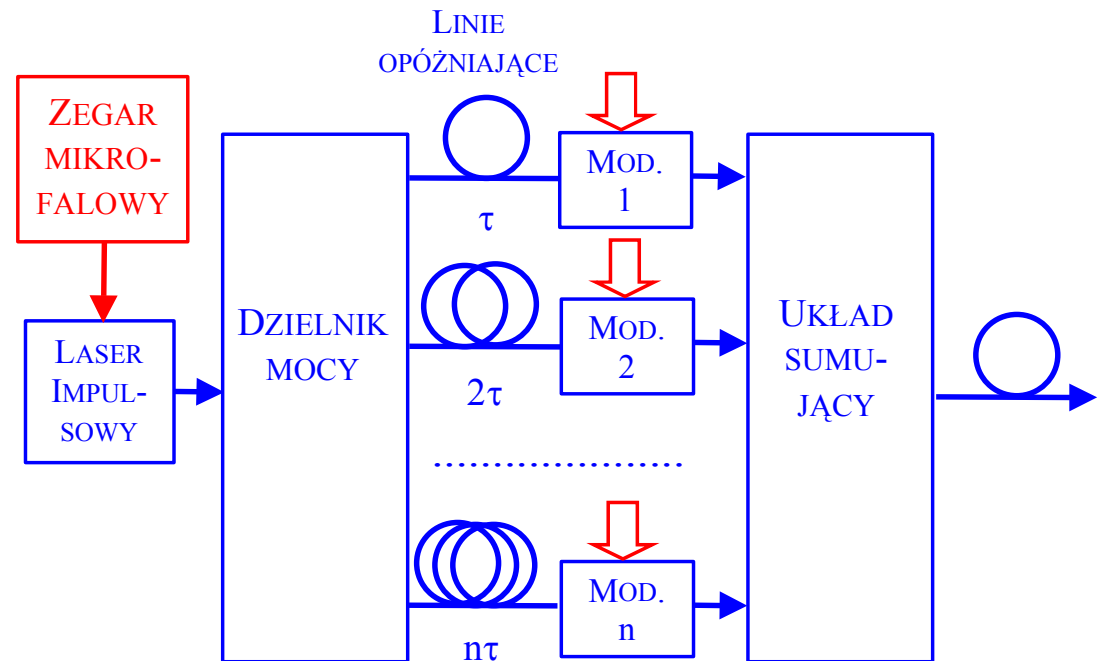 LINIE
OPÓŹNIAJĄCE
ZEGAR
MIKRO-
FALOWY
LASER
IMPUL-
SOWY
DZIELNIK
MOCY
τ
MOD.
1
2τ
MOD.
2
nτ
MOD.
n
UKŁAD
SUMU-
JĄCY